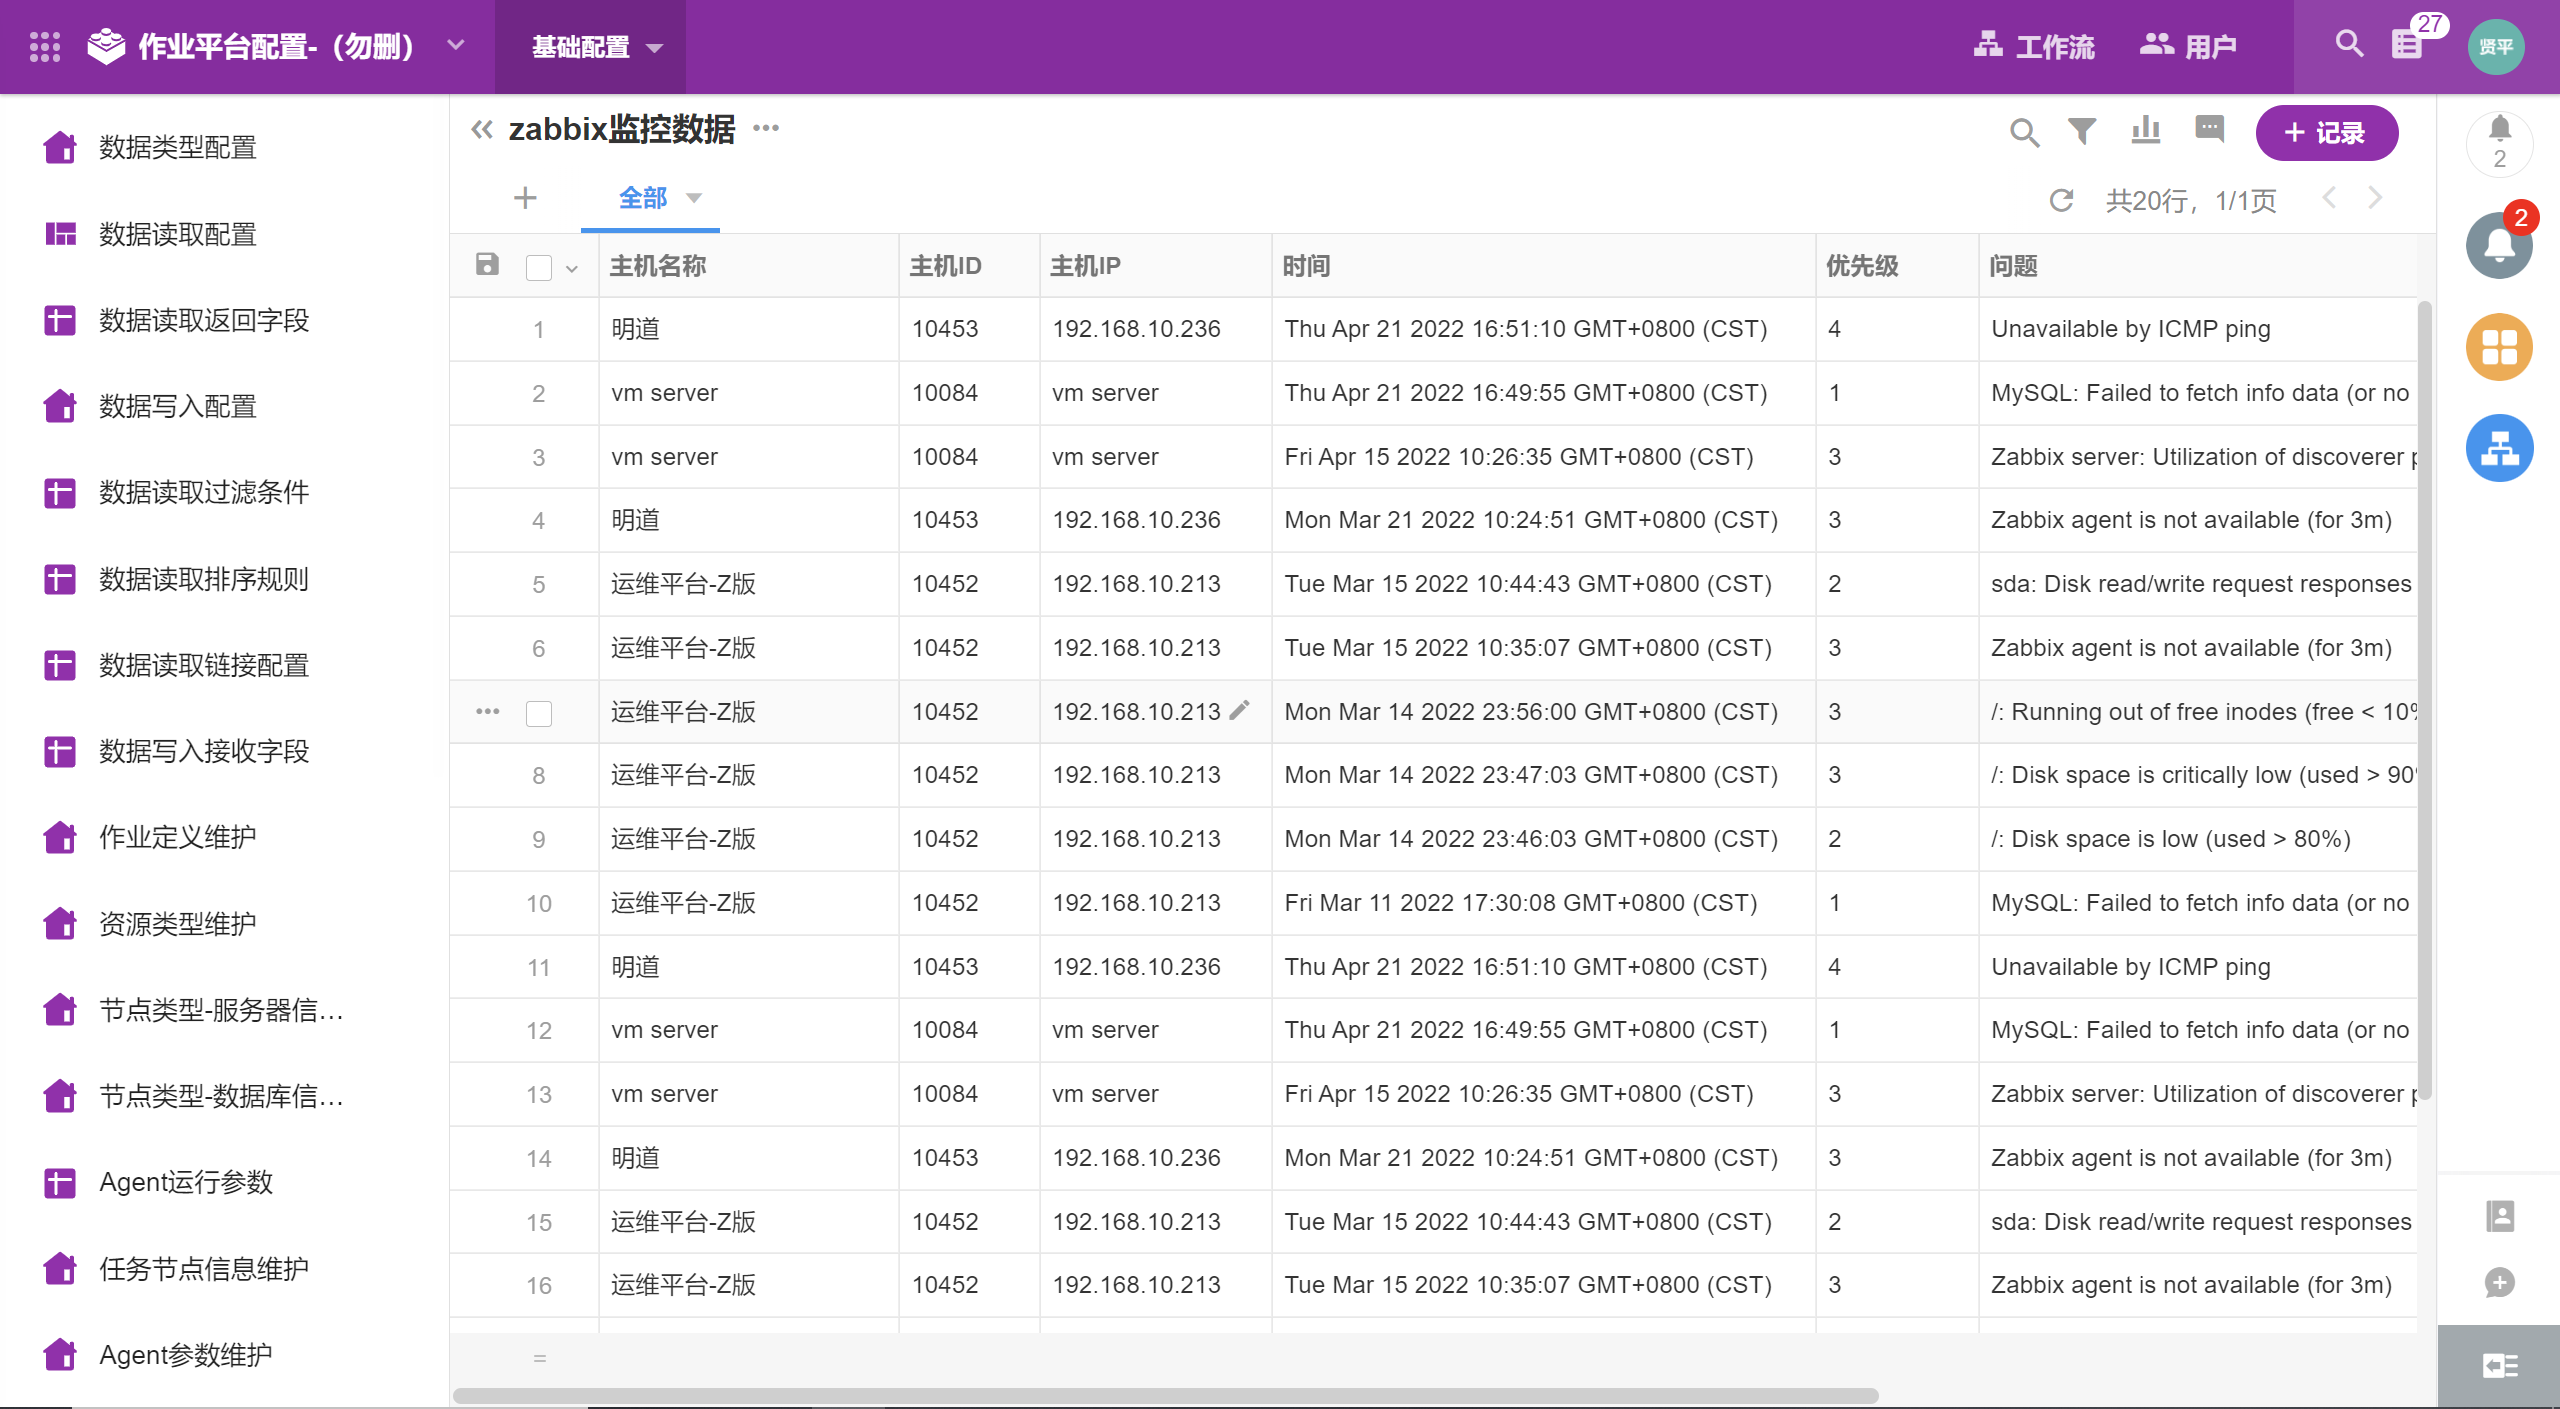 作业平台配置-（勿删）
基础配置
工作流
用户
27
贤平
数据类型配置
数据读取配置
数据读取返回字段
数据写入配置
数据读取过滤条件
数据读取排序规则
数据读取链接配置
数据写入接收字段
作业定义维护
资源类型维护
节点类型-服务器信...
节点类型-数据库信...
Agent运行参数
任务节点信息维护
Agent参数维护
zabbix监控数据
+ 记录
全部
共20行，1/1页
主机名称 主机ID 主机IP 时间 优先级 问题
1 明道 10453 192.168.10.236 Thu Apr 21 2022 16:51:10 GMT+0800 (CST) 4 Unavailable by ICMP ping
2 vm server 10084 vm server Thu Apr 21 2022 16:49:55 GMT+0800 (CST) 1 MySQL: Failed to fetch info data (or no
3 vm server 10084 vm server Fri Apr 15 2022 10:26:35 GMT+0800 (CST) 3 Zabbix server: Utilization of discoverer p
4 明道 10453 192.168.10.236 Mon Mar 21 2022 10:24:51 GMT+0800 (CST) 3 Zabbix agent is not available (for 3m)
5 运维平台-Z版 10452 192.168.10.213 Tue Mar 15 2022 10:44:43 GMT+0800 (CST) 2 sda: Disk read/write request responses
6 运维平台-Z版 10452 192.168.10.213 Tue Mar 15 2022 10:35:07 GMT+0800 (CST) 3 Zabbix agent is not available (for 3m)
运维平台-Z版 10452 192.168.10.213 Mon Mar 14 2022 23:56:00 GMT+0800 (CST) 3 /: Running out of free inodes (free < 10%
8 运维平台-Z版 10452 192.168.10.213 Mon Mar 14 2022 23:47:03 GMT+0800 (CST) 3 /: Disk space is critically low (used > 90%
9 运维平台-Z版 10452 192.168.10.213 Mon Mar 14 2022 23:46:03 GMT+0800 (CST) 2 /: Disk space is low (used > 80%)
10 运维平台-Z版 10452 192.168.10.213 Fri Mar 11 2022 17:30:08 GMT+0800 (CST) 1 MySQL: Failed to fetch info data (or no
11 明道 10453 192.168.10.236 Thu Apr 21 2022 16:51:10 GMT+0800 (CST) 4 Unavailable by ICMP ping
12 vm server 10084 vm server Thu Apr 21 2022 16:49:55 GMT+0800 (CST) 1 MySQL: Failed to fetch info data (or no
13 vm server 10084 vm server Fri Apr 15 2022 10:26:35 GMT+0800 (CST) 3 Zabbix server: Utilization of discoverer p
14 明道 10453 192.168.10.236 Mon Mar 21 2022 10:24:51 GMT+0800 (CST) 3 Zabbix agent is not available (for 3m)
15 运维平台-Z版 10452 192.168.10.213 Tue Mar 15 2022 10:44:43 GMT+0800 (CST) 2 sda: Disk read/write request responses
16 运维平台-Z版 10452 192.168.10.213 Tue Mar 15 2022 10:35:07 GMT+0800 (CST) 3 Zabbix agent is not available (for 3m)
=
2
2